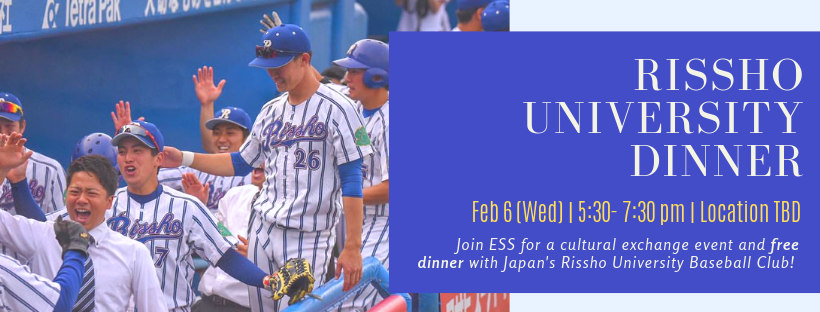 Tetra Pak
RISSHO
UNIVERSITY
DINNER
Feb 6 (Wed) | 5:30- 7:30 pm | Location TBD
Join ESS for a cultural exchange event and free
dinner with Japan's Rissho University Baseball Club!
R
R
Rissho
26
Rissho
7